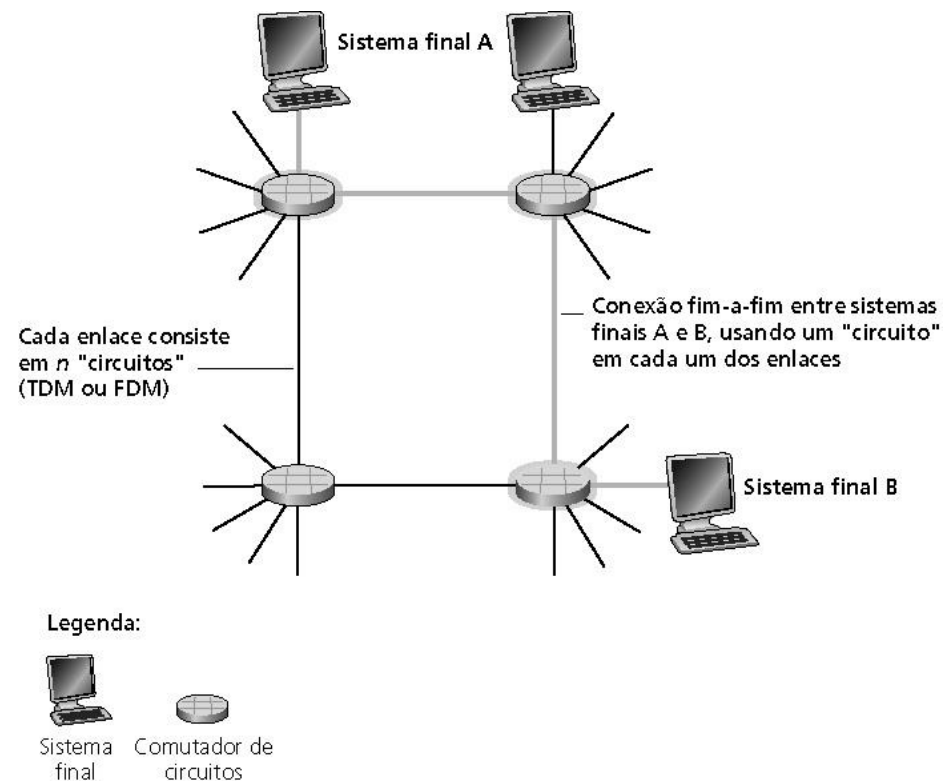 Sistema final A
Conexão fim-a-fim entre sistemas
finais A e B, usando um "circuito"
em cada um dos enlaces
Cada enlace consiste
em n "circuitos"
(TDM ou FDM)
Sistema final B
Legenda:
Sistema
final
Comutador de
circuitos